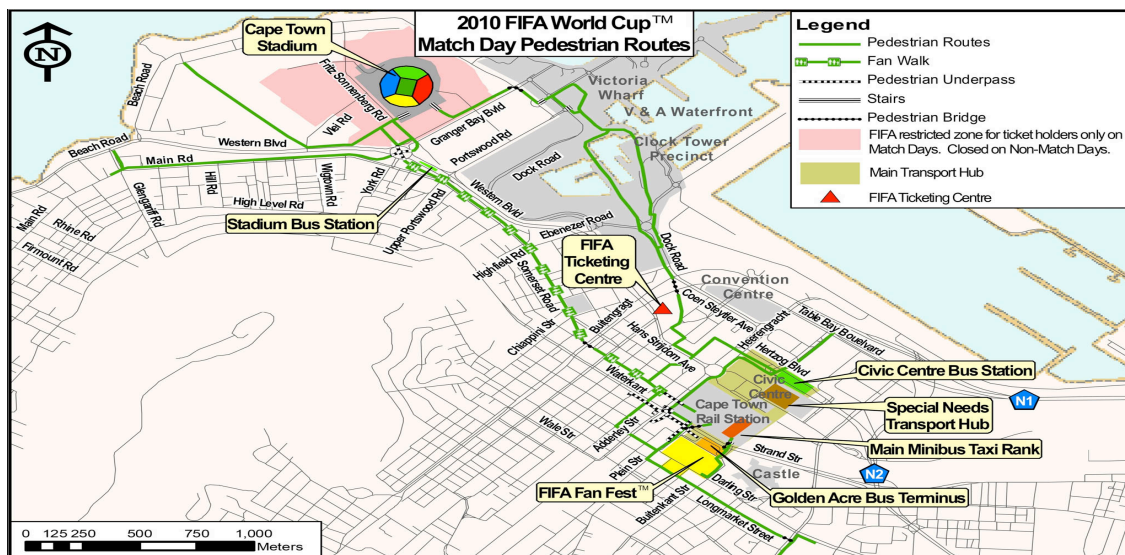 2010 FIFA World Cup™
Match Day Pedestrian Routes
N
Cape Town
Stadium
Legend
Pedestrian Routes
Fan Walk
Pedestrian Underpass
Stairs
Pedestrian Bridge
FIFA restricted zone for ticket holders only on
Match Days. Closed on Non-Match Days.
Main Transport Hub
FIFA Ticketing Centre
Beach Road
Fritz Sonnenberg Rd
Vlei Rd
Granger Bay Blvd
Portswood Rd
Victoria
Wharf
V & A Waterfront
Clock Tower
Precinct
Beach Road
Western Blvd
Main Rd
Dock Road
Glengariff Rd
Hill Rd
Wigtown Rd
York Rd
High Level Rd
Main Rd
Rhine Rd
Firmount Rd
Stadium Bus Station
Upper Portswood Rd
Western Bvld
Ebenezer Road
Highfield Rd
Somerset Road
FIFA
Ticketing
Centre
Dock Road
Convention
Centre
Coen Steytler Ave
Chiappini St
Buitengragt
Hans Strijdom Ave
Heerengracht
Hertzog Blvd
Table Bay Bouelvard
Waterkant
Civic
Centre
Civic Centre Bus Station
N1
Cape Town
Rail Station
Special Needs
Transport Hub
Wale Str
Adderley Str
Strand Str
Main Minibus Taxi Rank
Plein Str
Castle
N2
FIFA Fan Fest™
Darling Str
Golden Acre Bus Terminus
Buitenkant Str
Longmarket Street
0 125 250 500 750 1,000
Meters